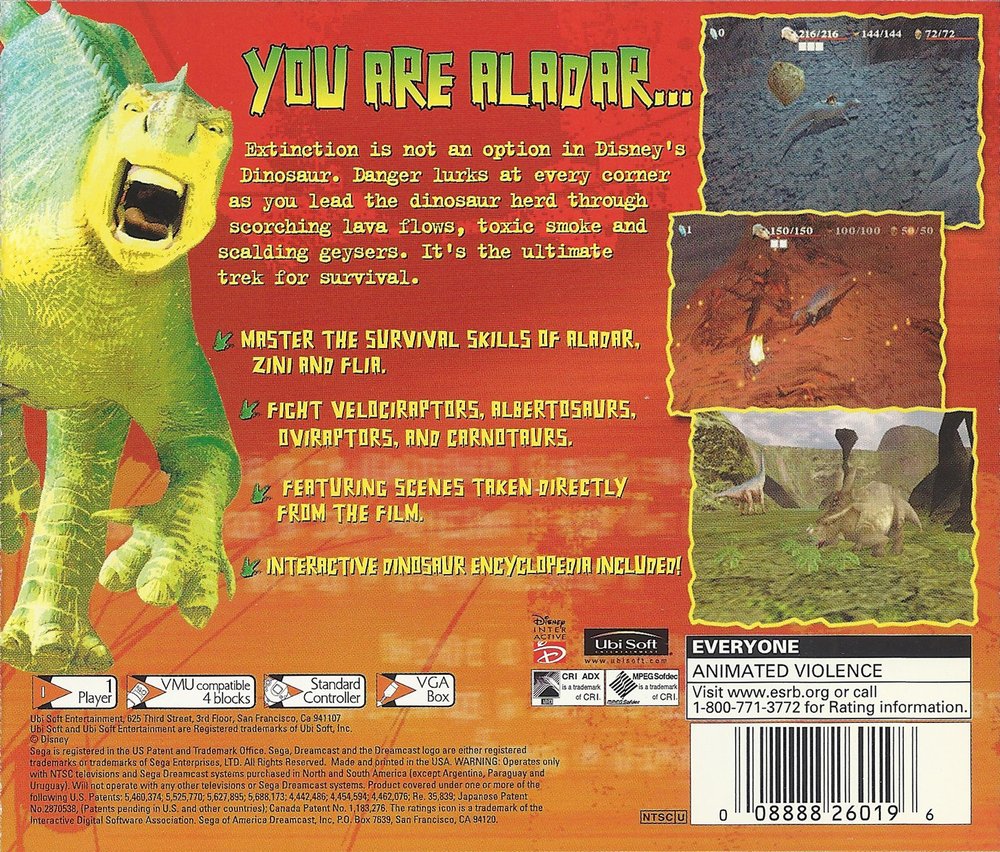 YOU ARE ALADAR...
Extinction is not an option in Disney's
Dinosaur. Danger lurks at every corner
as you lead the dinosaur herd through
scorching lava flows, toxic smoke and
scalding geysers. It's the ultimate
trek for survival.
MASTER THE SURVIVAL SKILLS OF ALADAR,
ZINI AND FLIA.
FIGHT VELOCIRAPTORS, ALBERTOSAURS,
OVIRAPTORS, AND CARNOTAURS.
FEATURING SCENES TAKEN DIRECTLY
FROM THE FILM.
INTERACTIVE DINOSAUR ENCYCLOPEDIA INCLUDED!
0 216/216 144/144 72/72
1 150/150 100/100 50/50
Disney
INTER
ACTIVE
Ubi Soft
ENTERTAINMENT
www.ubisoft.com
CRI ADX
is a trademark
of CRI.
MPEG Sofdec
is a trademark
of CRI.
EVERYONE
ANIMATED VIOLENCE
Visit www.esrb.org or call
1-800-771-3772 for Rating information.
1
Player
VMU compatible
4 blocks
Standard
Controller
VGA
Box
Ubi Soft Entertainment, 625 Third Street, 3rd Floor, San Francisco, Ca 941107
Ubi Soft and Ubi Soft Entertainment are Registered trademarks of Ubi Soft, Inc.
© Disney
Sega is registered in the US Patent and Trademark Office. Sega, Dreamcast and the Dreamcast logo are either registered
trademarks or trademarks of Sega Enterprises, LTD. All Rights Reserved. Made and printed in the USA. WARNING: Operates only
with NTSC televisions and Sega Dreamcast systems purchased in North and South America (except Argentina, Paraguay and
Uruguay). Will not operate with any other televisions or Sega Dreamcast systems. Product covered under one or more of the
following U.S. Patents: 5,460,374; 5,525,770; 5,627,895; 5,688,173; 4,442,486; 4,454,594; 4,462,076; Re. 35,839; Japanese Patent
No.2870538, (Patents pending in U.S. and other countries); Canada Patent No. 1,183,276. The ratings icon is a trademark of the
Interactive Digital Software Association. Sega of America Dreamcast, Inc, P.O. Box 7639, San Francisco, CA 94120.
NTSC U
0 08888 26019 6